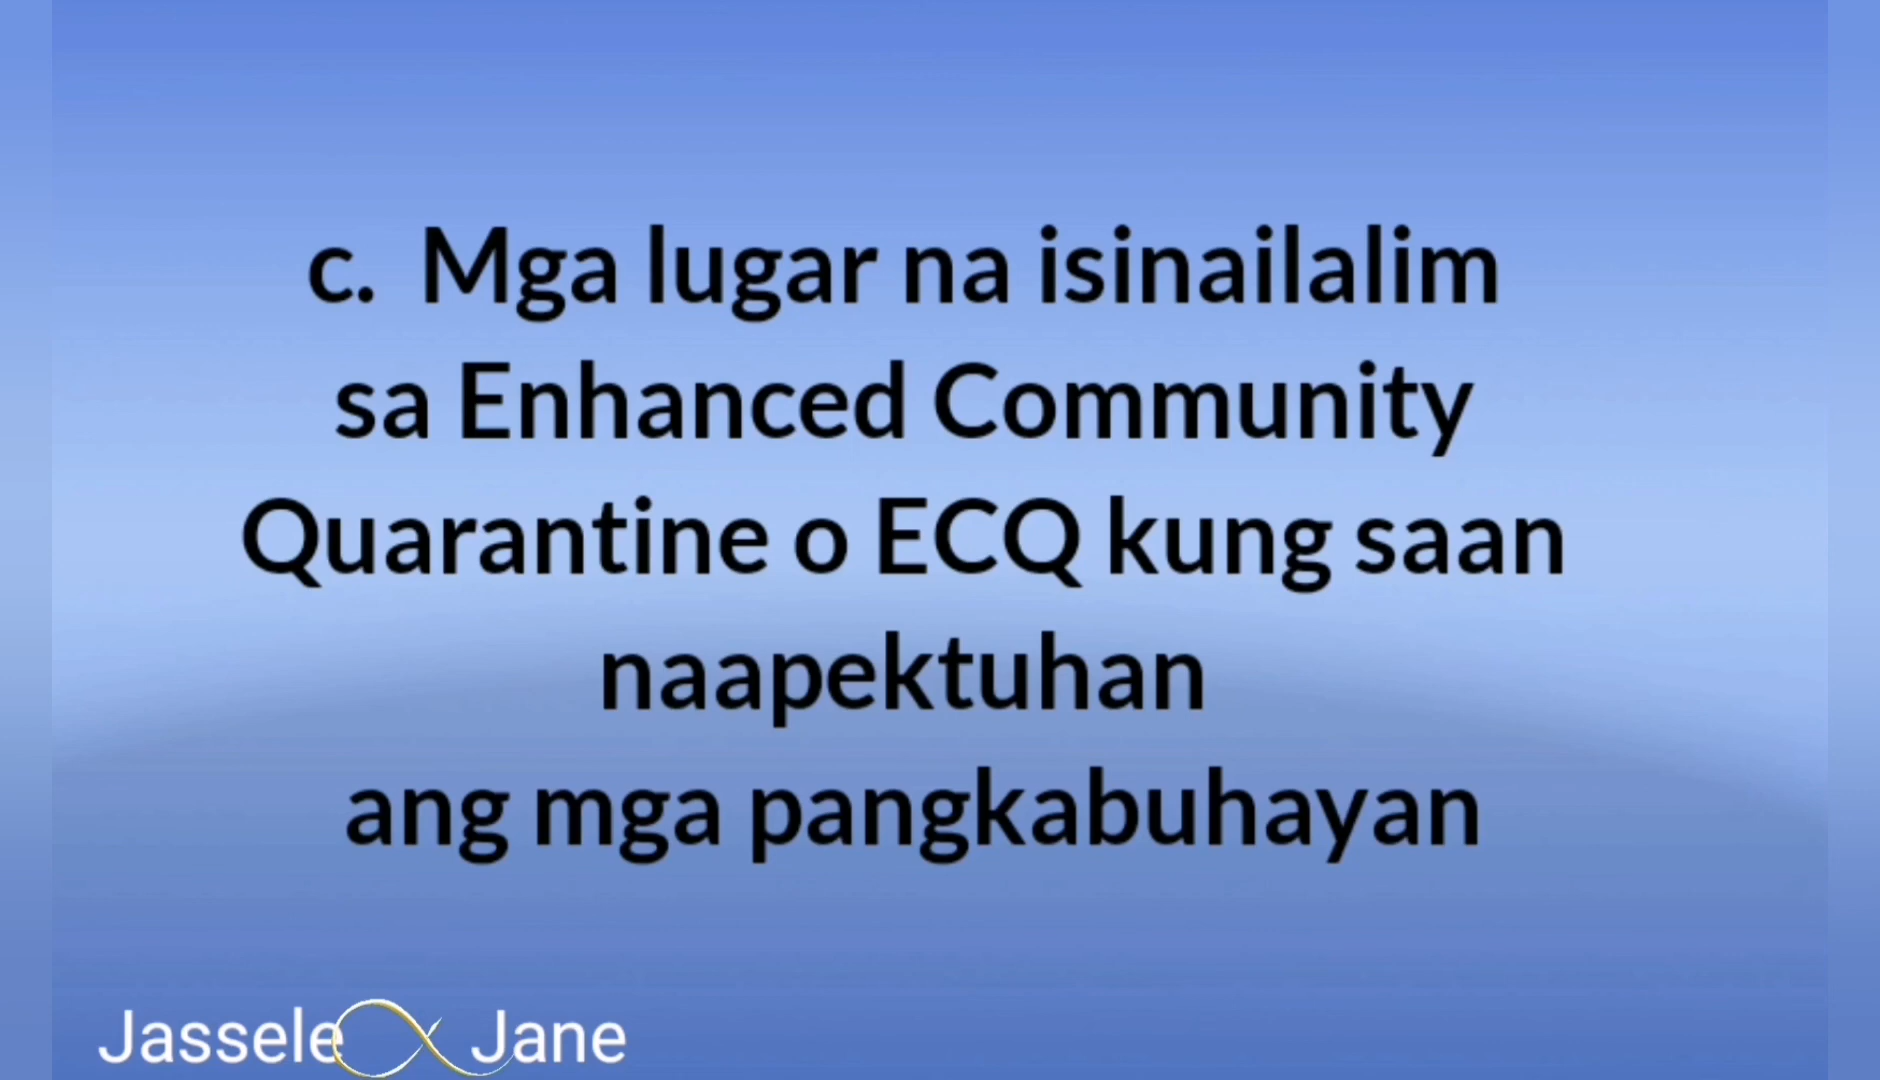 c. Mga lugar na isinailalim
sa Enhanced Community
Quarantine o ECQ kung saan
naapektuhan
ang mga pangkabuhayan
Jassele Jane